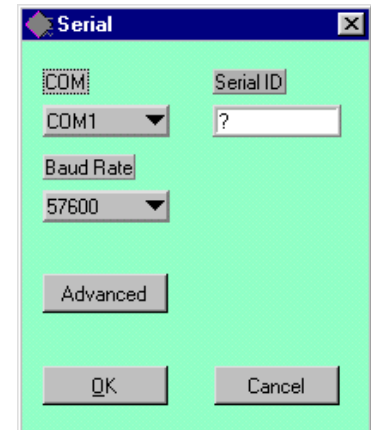 Serial
COM
Serial ID
COM1
?
Baud Rate
57600
Advanced
OK
Cancel